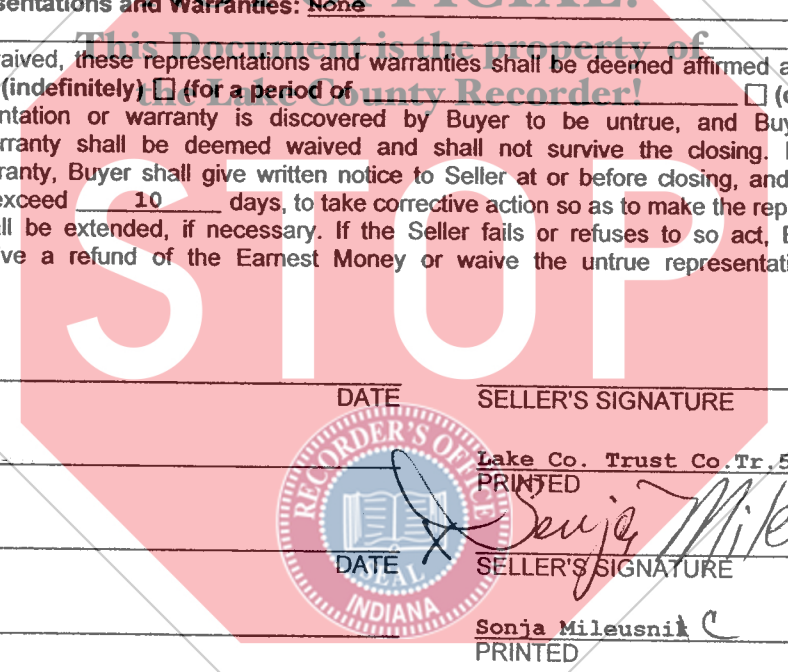 sentations and Warranties: None
This Document is the property of
the Lake County Recorder!
aived, these representations and warranties shall be deemed affirmed a
(indefinitely) ☐ (for a period of ☐ (
ntation or warranty is discovered by Buyer to be untrue, and Buy
rranty shall be deemed waived and shall not survive the closing.
rranty, Buyer shall give written notice to Seller at or before closing, and
exceed 10 days, to take corrective action so as to make the rep
ll be extended, if necessary. If the Seller fails or refuses to so act,
ve a refund of the Earnest Money or waive the untrue representati
STOP
DATE SELLER'S SIGNATURE
RECORDER'S OFFICE
SEAL
INDIANA
Lake Co. Trust Co.Tr.5
PRINTED
Sonja Mile
DATE SELLER'S SIGNATURE
Sonja Mileusnik C
PRINTED